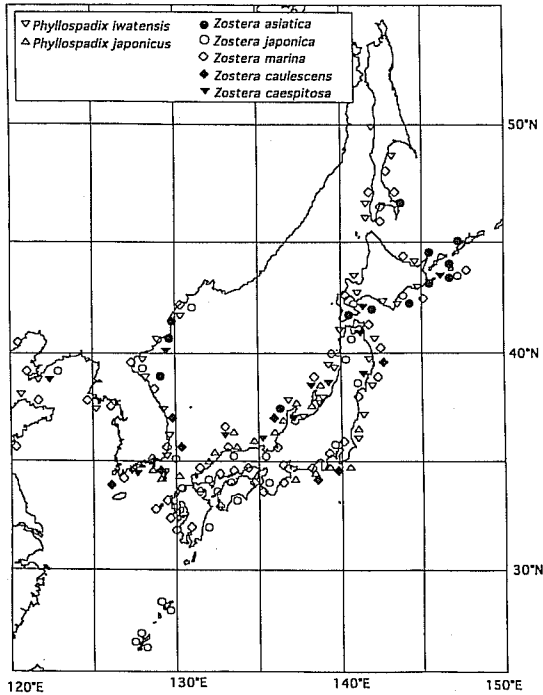 ▽ Phyllospadix iwatensis
△ Phyllospadix japonicus
Zostera asiatica
○ Zostera japonica
◇ Zostera marina
◆ Zostera caulescens
▼ Zostera caespitosa
50°N
40°N
30°N
120°E 130°E 140°E 150°E